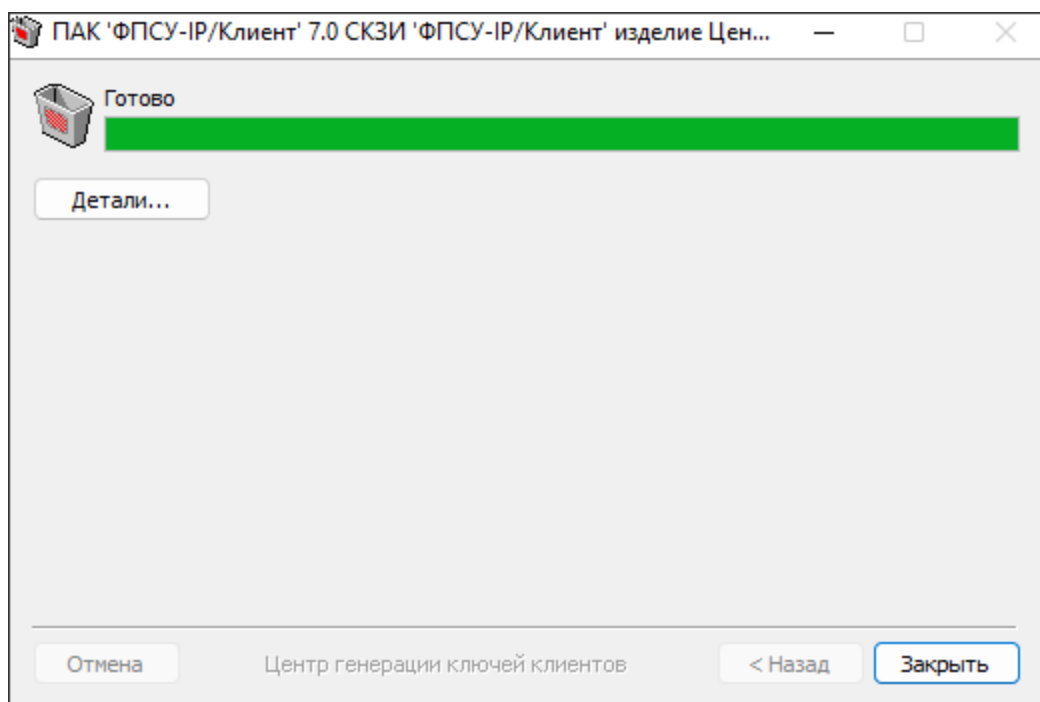 ПАК 'ФПСУ-IP/Клиент' 7.0 СКЗИ 'ФПСУ-IP/Клиент' изделие Цен...
Готово
Детали...
Отмена
Центр генерации ключей клиентов
< Назад
Закрыть